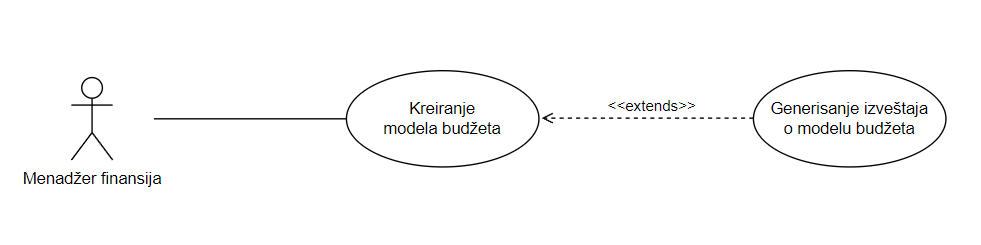 Menadžer finansija
Kreiranje
modela budžeta
<<extends>>
Generisanje izveštaja
o modelu budžeta